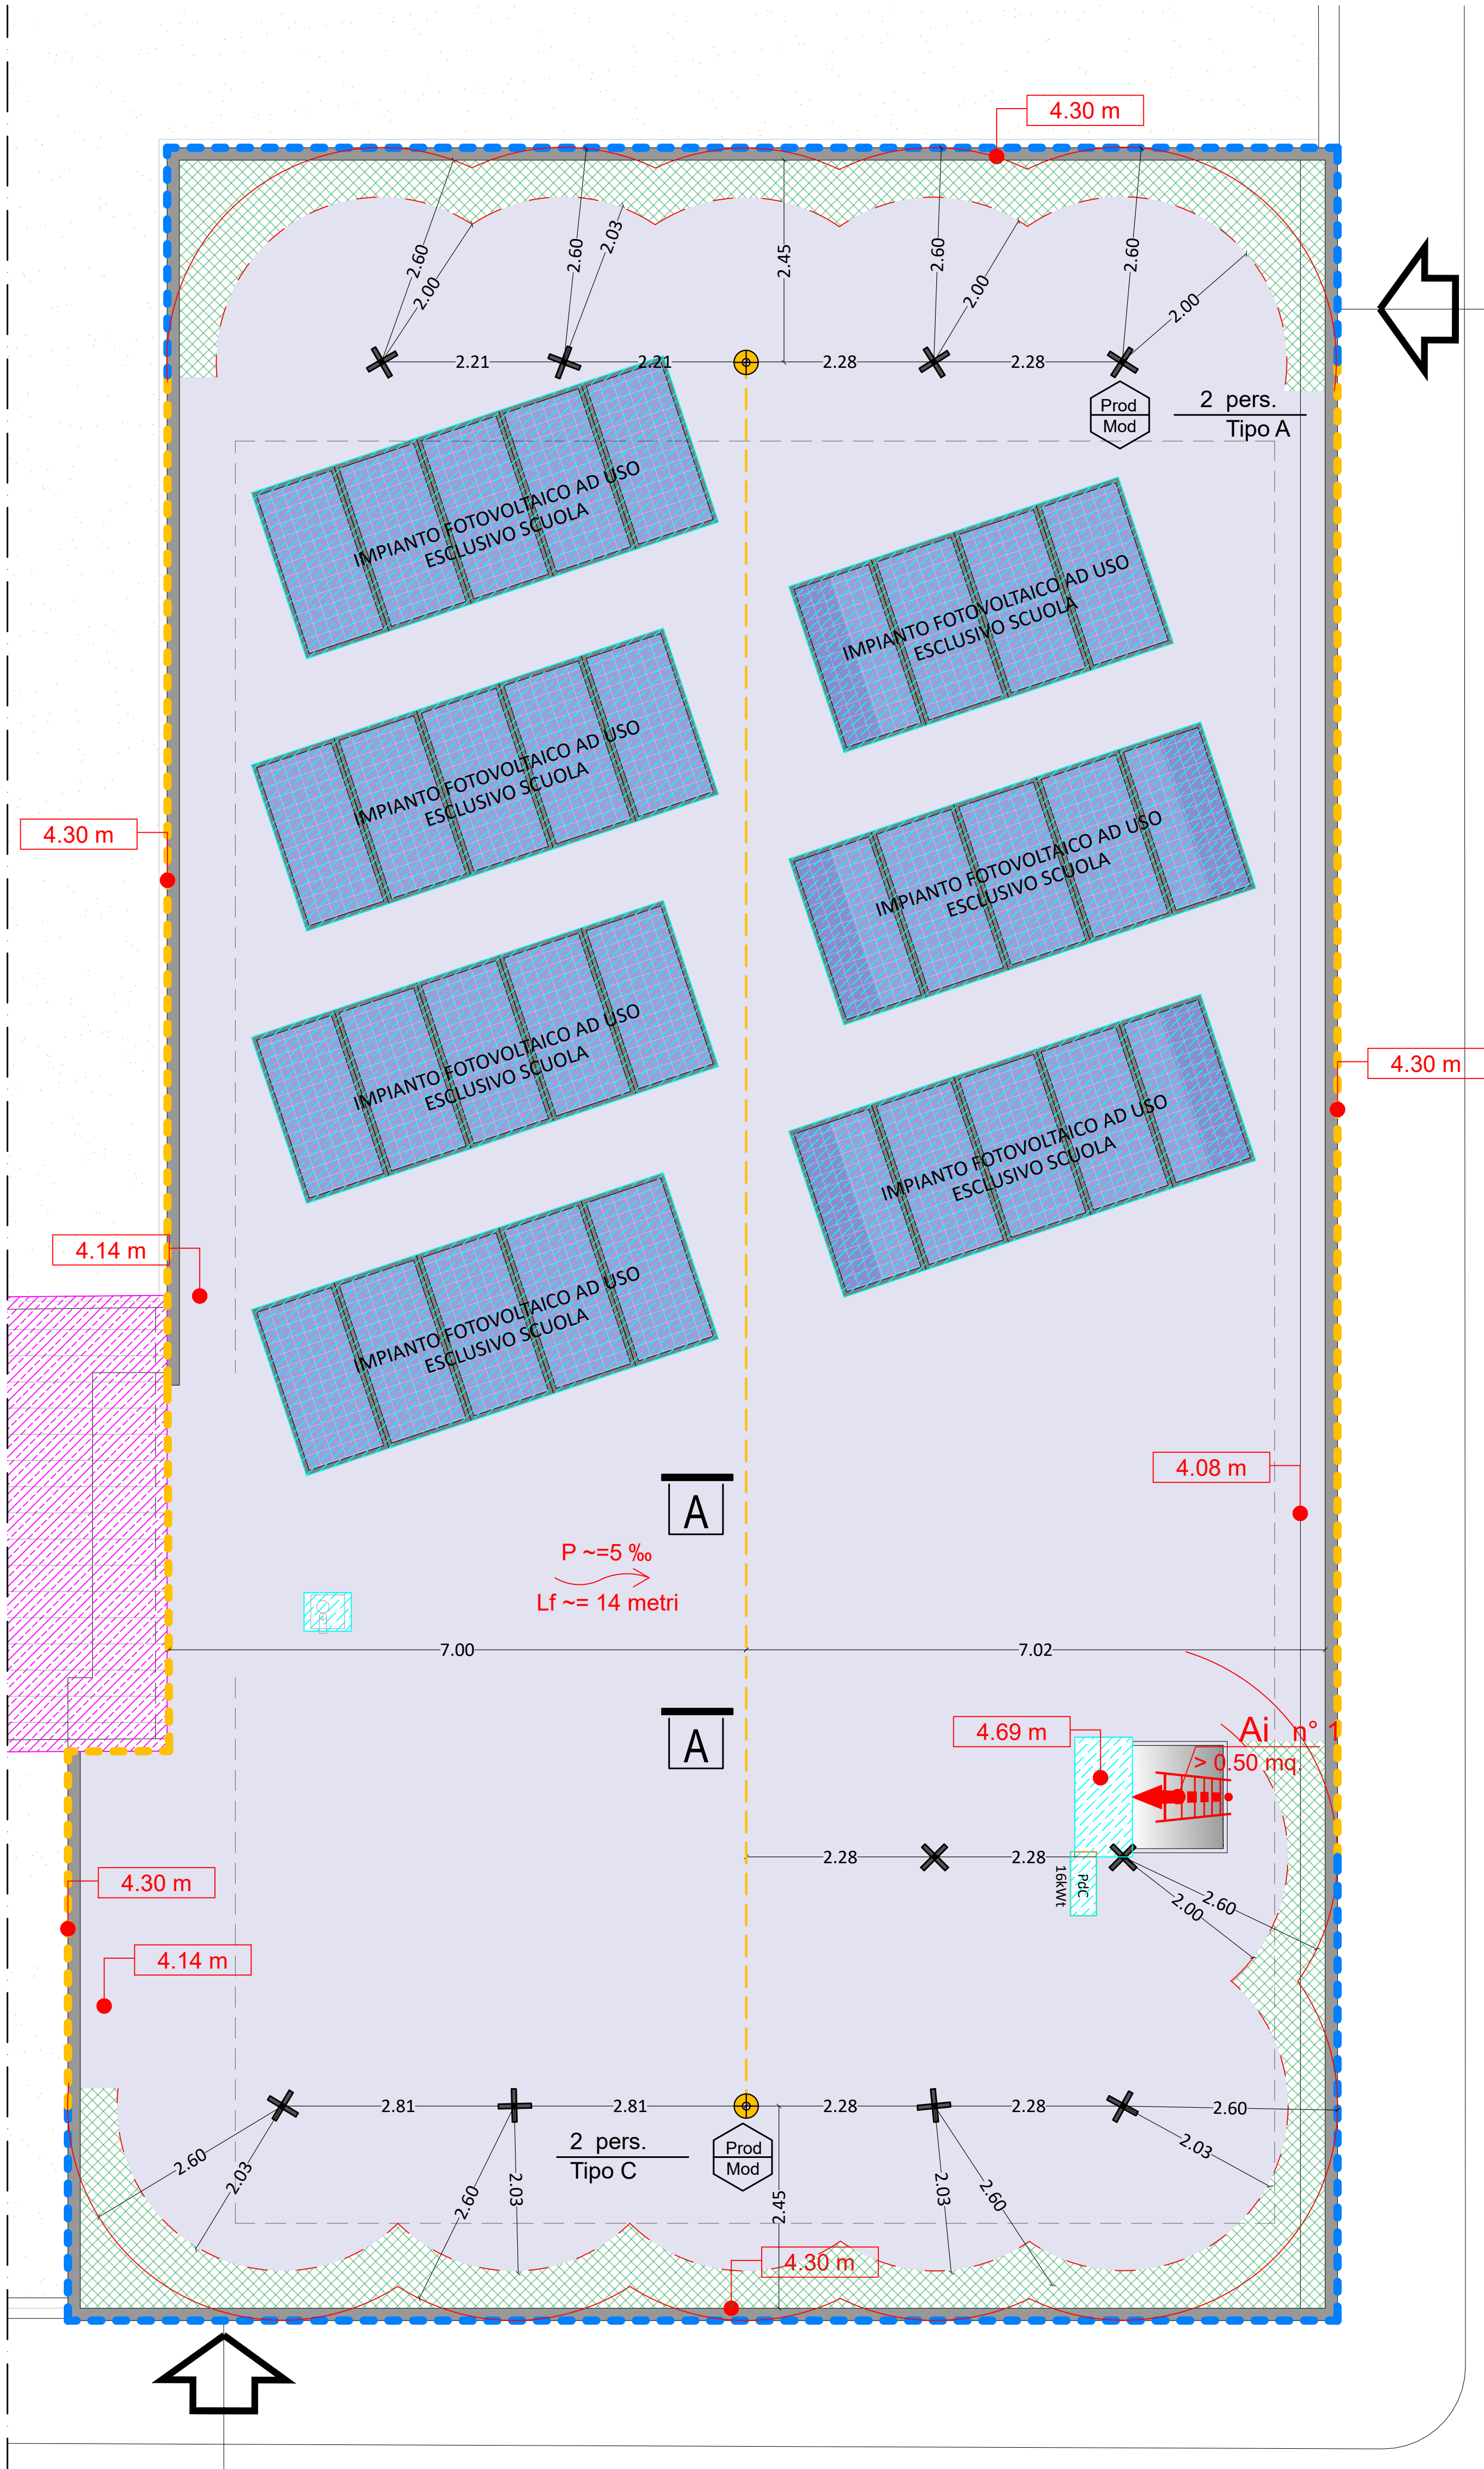 4.30 m
2.60
2.00
2.60
2.03
2.45
2.60
2.00
2.60
2.00
2.21
2.21
2.28
2.28
Prod
Mod
2 pers.
Tipo A
IMPIANTO FOTOVOLTAICO AD USO
ESCLUSIVO SCUOLA
IMPIANTO FOTOVOLTAICO AD USO
ESCLUSIVO SCUOLA
IMPIANTO FOTOVOLTAICO AD USO
ESCLUSIVO SCUOLA
IMPIANTO FOTOVOLTAICO AD USO
ESCLUSIVO SCUOLA
4.30 m
IMPIANTO FOTOVOLTAICO AD USO
ESCLUSIVO SCUOLA
4.30 m
IMPIANTO FOTOVOLTAICO AD USO
ESCLUSIVO SCUOLA
4.14 m
IMPIANTO FOTOVOLTAICO AD USO
ESCLUSIVO SCUOLA
4.08 m
A
P ~=5 ‰
Lf ~= 14 metri
7.00
7.02
A
4.69 m
Ai n° 1
> 0.50 mq.
2.28
2.28
PdC
16kWt
2.60
2.00
4.30 m
4.14 m
2.81
2.81
2.28
2.28
2.60
2 pers.
Tipo C
Prod
Mod
2.60
2.03
2.60
2.03
2.45
2.03
2.60
2.03
4.30 m